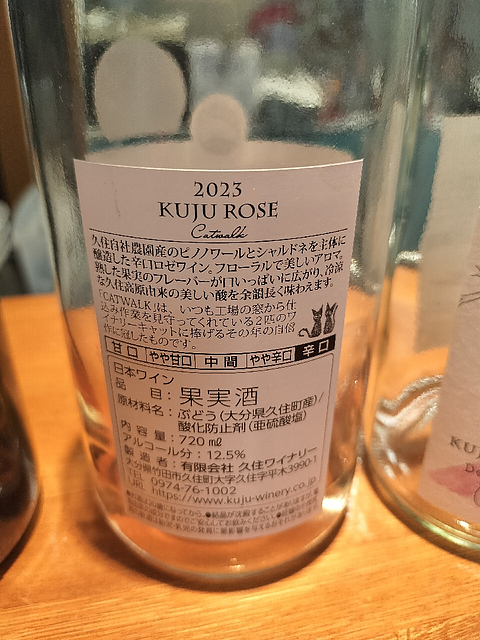 2023
KUJU ROSE
Catwalk
久住自社農園産のピノノワールとシャルドネを主体に
醸造した辛口ロゼワイン。フローラルで美しいアロマ。
熟した果実のフレーバーが口いっぱいに広がり、冷涼
な久住高原由来の美しい酸を余韻長く味わえます。
「CATWALK」は、いつも工場の窓から仕
込み作業を見守ってくれている2匹のワ
イナリーキャットに捧げるその年の自信
作に冠したものです。
甘口 やや甘口 中間 やや辛口 辛口
日本ワイン
品目：果実酒
原材料名：ぶどう(大分県久住町産)/
酸化防止剤(亜硫酸塩)
内容量：720㎖
アルコール分：12.5%
製造者：有限会社 久住ワイナリー
大分県竹田市久住町大字久住字平木3990-1
TEL 0974-76-1002
URL https://www.kuju-winery.co.jp
KU